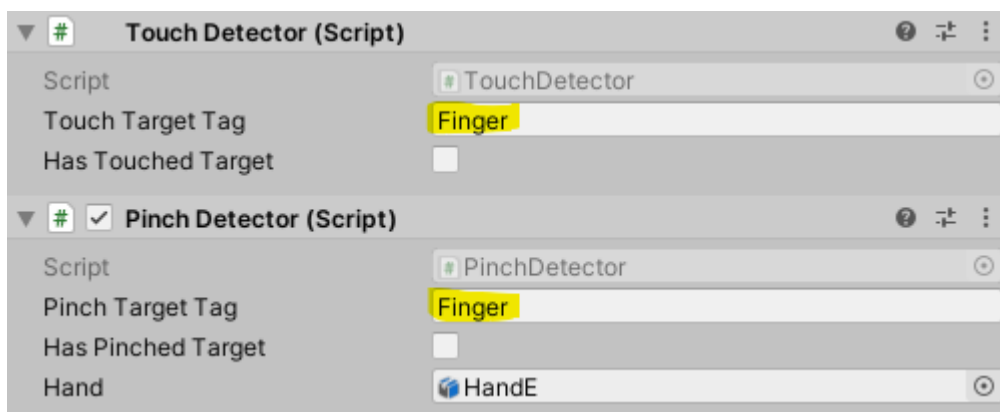 # Touch Detector (Script)
Script # TouchDetector
Touch Target Tag Finger
Has Touched Target
# Pinch Detector (Script)
Script # PinchDetector
Pinch Target Tag Finger
Has Pinched Target
Hand HandE